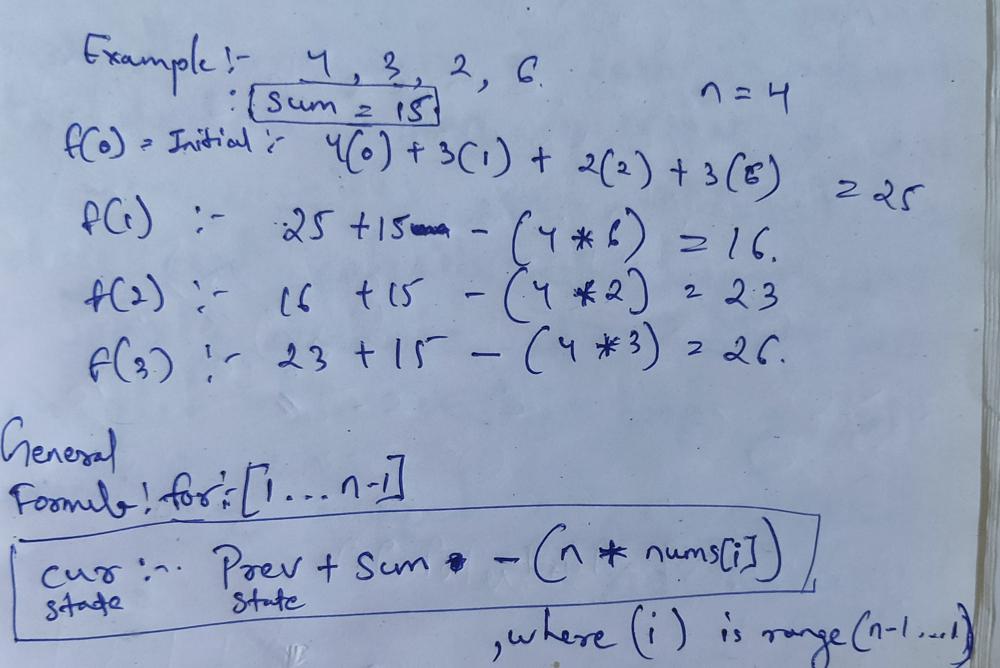 Example :- 4, 3, 2, 6.
: sum = 15
n = 4
f(0) = Initial :- 4(0) + 3(1) + 2(2) + 3(6) = 25
f(1) :- 25 + 15 - (4 * 6) = 16.
f(2) :- 16 + 15 - (4 * 2) = 23
f(3) :- 23 + 15 - (4 * 3) = 26.
General
Formula: for :- [1...n-1]
cur :- Prev + Sum - (n * nums[i])
state state
, where (i) is range (n-1...1)